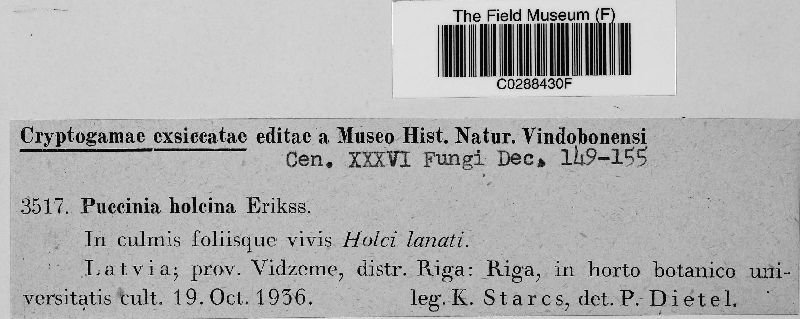 The Field Museum (F)
C0288430F
Cryptogamae exsiccatae editae a Museo Hist. Natur. Vindobonensi
Cen. XXXVI Fungi Dec. 149-155
3517. Puccinia holcina Erikss.
In culmis foliisque vivis Holci lanati.
Latvia; prov. Vidzeme, distr. Riga: Riga, in horto botanico uni-
versitatis cult. 19. Oct. 1936. leg. K. Starcs, det. P. Dietel.